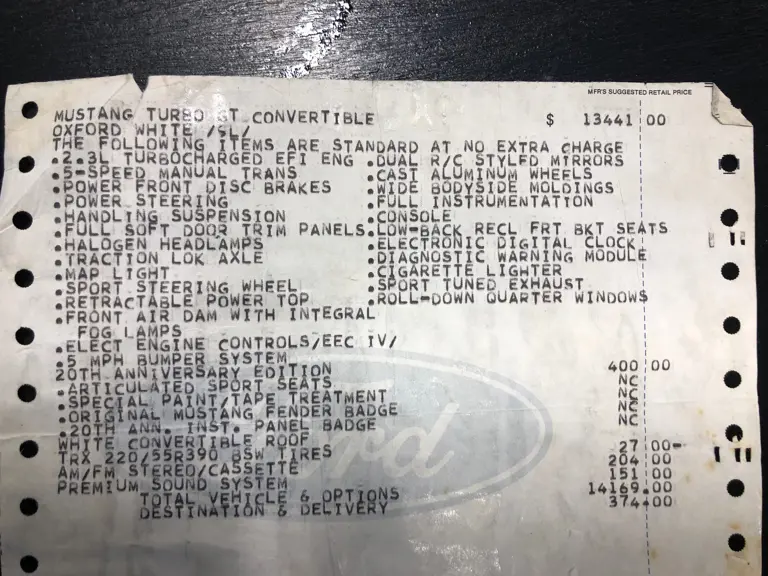 MFR'S SUGGESTED RETAIL PRICE
MUSTANG TURBO GT CONVERTIBLE $ 13441 00
OXFORD WHITE /9L/
THE FOLLOWING ITEMS ARE STANDARD AT NO EXTRA CHARGE
.2.3L TURBOCHARGED EFI ENG .DUAL R/C STYLED MIRRORS
.5-SPEED MANUAL TRANS .CAST ALUMINUM WHEELS
.POWER FRONT DISC BRAKES .WIDE BODYSIDE MOLDINGS
.POWER STEERING .FULL INSTRUMENTATION
.HANDLING SUSPENSION .CONSOLE
.FULL SOFT DOOR TRIM PANELS .LOW-BACK RECL FRT BKT SEATS
.HALOGEN HEADLAMPS .ELECTRONIC DIGITAL CLOCK
.TRACTION LOK AXLE .DIAGNOSTIC WARNING MODULE
.MAP LIGHT .CIGARETTE LIGHTER
.SPORT STEERING WHEEL .SPORT TUNED EXHAUST
.RETRACTABLE POWER TOP .ROLL-DOWN QUARTER WINDOWS
.FRONT AIR DAM WITH INTEGRAL
FOG LAMPS
.ELECT ENGINE CONTROLS/EEC IV/
.5 MPH BUMPER SYSTEM
20TH ANNIVERSARY EDITION 400 00
.ARTICULATED SPORT SEATS NC
.SPECIAL PAINT/TAPE TREATMENT NC
.ORIGINAL MUSTANG FENDER BADGE NC
.20TH ANN. INST. PANEL BADGE NC
WHITE CONVERTIBLE ROOF
TRX 220/55R390 BSW TIRES 27 00-
AM/FM STEREO/CASSETTE 204 00
PREMIUM SOUND SYSTEM 151 00
TOTAL VEHICLE & OPTIONS 14169.00
DESTINATION & DELIVERY 374.00
Ford